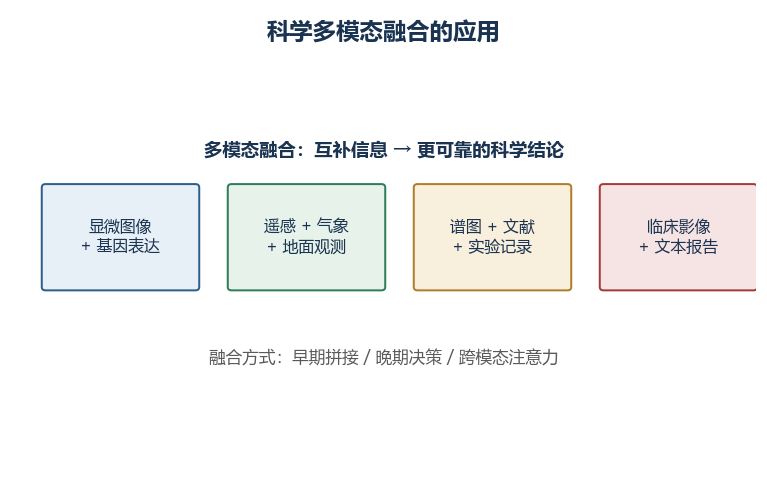 科学多模态融合的应用
多模态融合：互补信息 → 更可靠的科学结论
显微图像
+ 基因表达
遥感 + 气象
+ 地面观测
谱图 + 文献
+ 实验记录
临床影像
+ 文本报告
融合方式：早期拼接 / 晚期决策 / 跨模态注意力